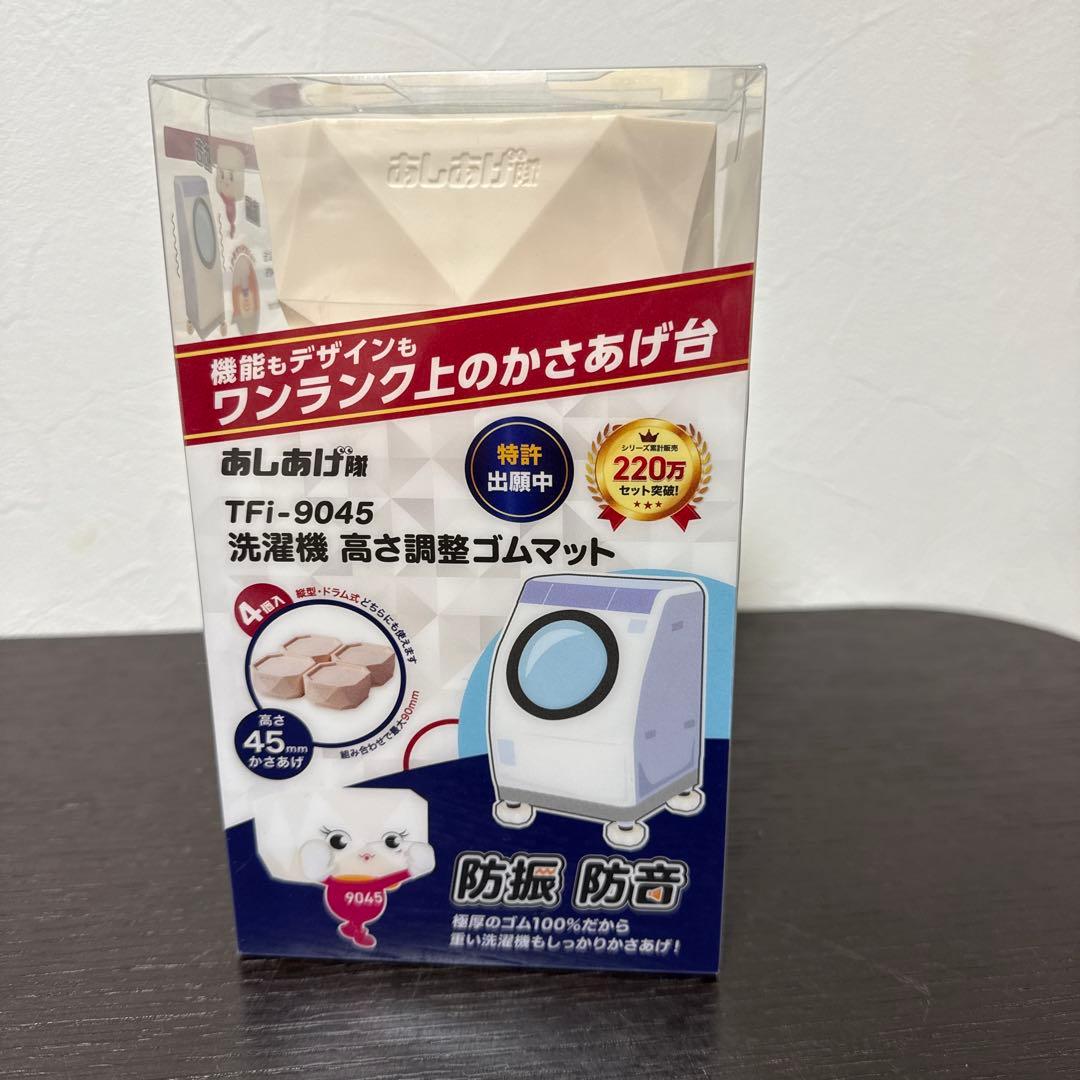 あしあげ隊
機能もデザインも
ワンランク上のかさあげ台
あしあげ隊
特許
出願中
シリーズ累計販売
220万
セット突破!
TFi-9045
洗濯機 高さ調整ゴムマット
4個入
縦型・ドラム式どちらにも使えます
組み合わせで最大90mm
高さ
45mm
かさあげ
9045
防振 防音
極厚のゴム100%だから
重い洗濯機もしっかりかさあげ!